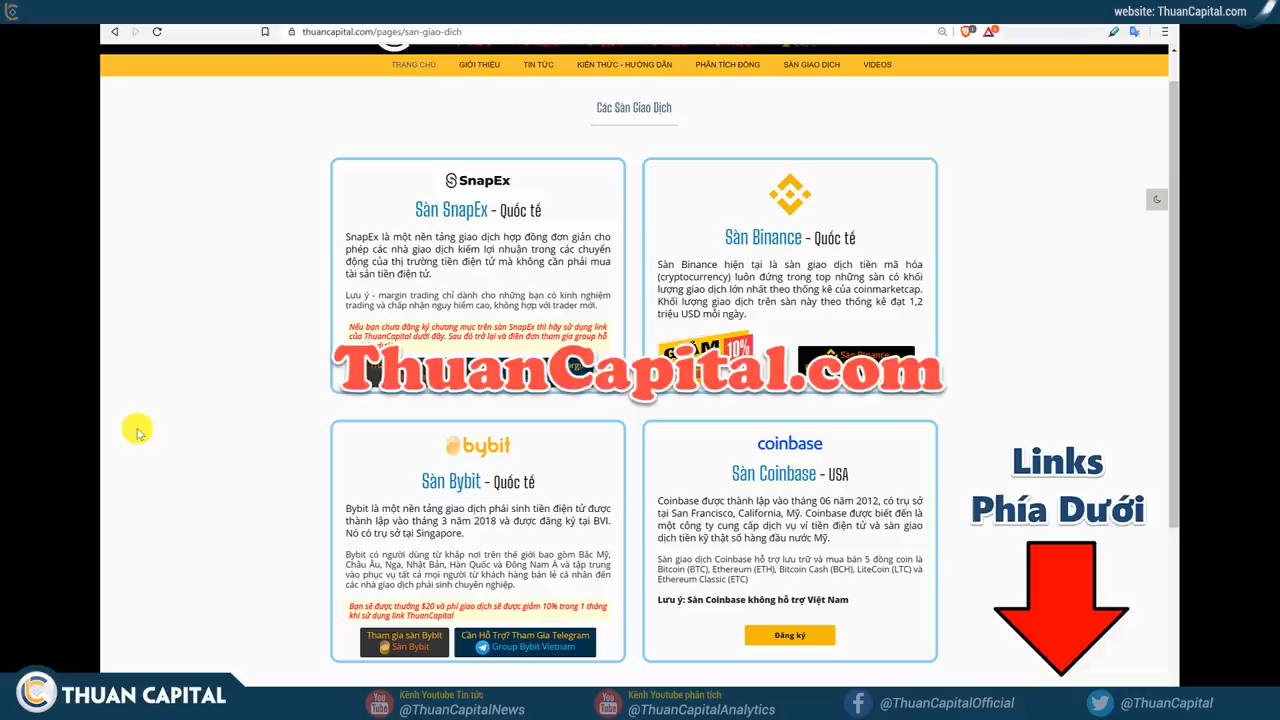 website: ThuanCapital.com
thuancapital.com/pages/san-giao-dich
TRANG CHỦ GIỚI THIỆU TIN TỨC KIẾN THỨC - HƯỚNG DẪN PHÂN TÍCH ĐỘNG SÀN GIAO DỊCH VIDEOS
Các Sàn Giao Dịch
SnapEx
Sàn SnapEx - Quốc tế
SnapEx là một nền tảng giao dịch hợp đồng đơn giản cho
phép các nhà giao dịch kiếm lợi nhuận trong các chuyển
động của thị trường tiền điện tử mà không cần phải mua
tài sản tiền điện tử.
Lưu ý - margin trading chỉ dành cho những bạn có kinh nghiệm
trading và chấp nhận nguy hiểm cao, không hợp với trader mới.
Nếu bạn chưa đăng ký chương mục trên sàn SnapEx thì hãy sử dụng link
của ThuanCapital dưới đây. Sau đó trở lại và điền đơn tham gia group hỗ
Sàn Binance - Quốc tế
Sàn Binance hiện tại là sàn giao dịch tiền mã hóa
(cryptocurrency) luôn đứng trong top những sàn có khối
lượng giao dịch lớn nhất theo thống kê của coinmarketcap.
Khối lượng giao dịch trên sàn này theo thống kê đạt 1,2
triệu USD mỗi ngày.
GIẢM 10%
Sàn Binance
ThuanCapital.com
bybit
Sàn Bybit - Quốc tế
Bybit là một nền tảng giao dịch phái sinh tiền điện tử được
thành lập vào tháng 3 năm 2018 và được đăng ký tại BVI.
Nó có trụ sở tại Singapore.
Bybit có người dùng từ khắp nơi trên thế giới bao gồm Bắc Mỹ,
Châu Âu, Nga, Nhật Bản, Hàn Quốc và Đông Nam Á và tập trung
vào phục vụ tất cả mọi người từ khách hàng bán lẻ cá nhân đến
các nhà giao dịch phái sinh chuyên nghiệp.
Bạn sẽ được thưởng $20 và phí giao dịch sẽ được giảm 10% trong 1 tháng
khi sử dụng link ThuanCapital
Tham gia sàn Bybit
Sàn Bybit
Cần Hỗ Trợ? Tham Gia Telegram
Group Bybit Vietnam
coinbase
Sàn Coinbase - USA
Coinbase được thành lập vào tháng 06 năm 2012, có trụ sở
tại San Francisco, California, Mỹ. Coinbase được biết đến là
một công ty cung cấp dịch vụ ví tiền điện tử và sàn giao
dịch tiền kỹ thật số hàng đầu nước Mỹ.
Sàn giao dịch Coinbase hỗ trợ lưu trữ và mua bán 5 đồng coin là
Bitcoin (BTC), Ethereum (ETH), Bitcoin Cash (BCH), LiteCoin (LTC) và
Ethereum Classic (ETC)
Lưu ý: Sàn Coinbase không hỗ trợ Việt Nam
Đăng ký
Links
Phía Dưới
THUAN CAPITAL
Kênh Youtube Tin tức:
@ThuanCapitalNews
Kênh Youtube phân tích
@ThuanCapitalAnalytics
@ThuanCapitalOfficial
@ThuanCapital